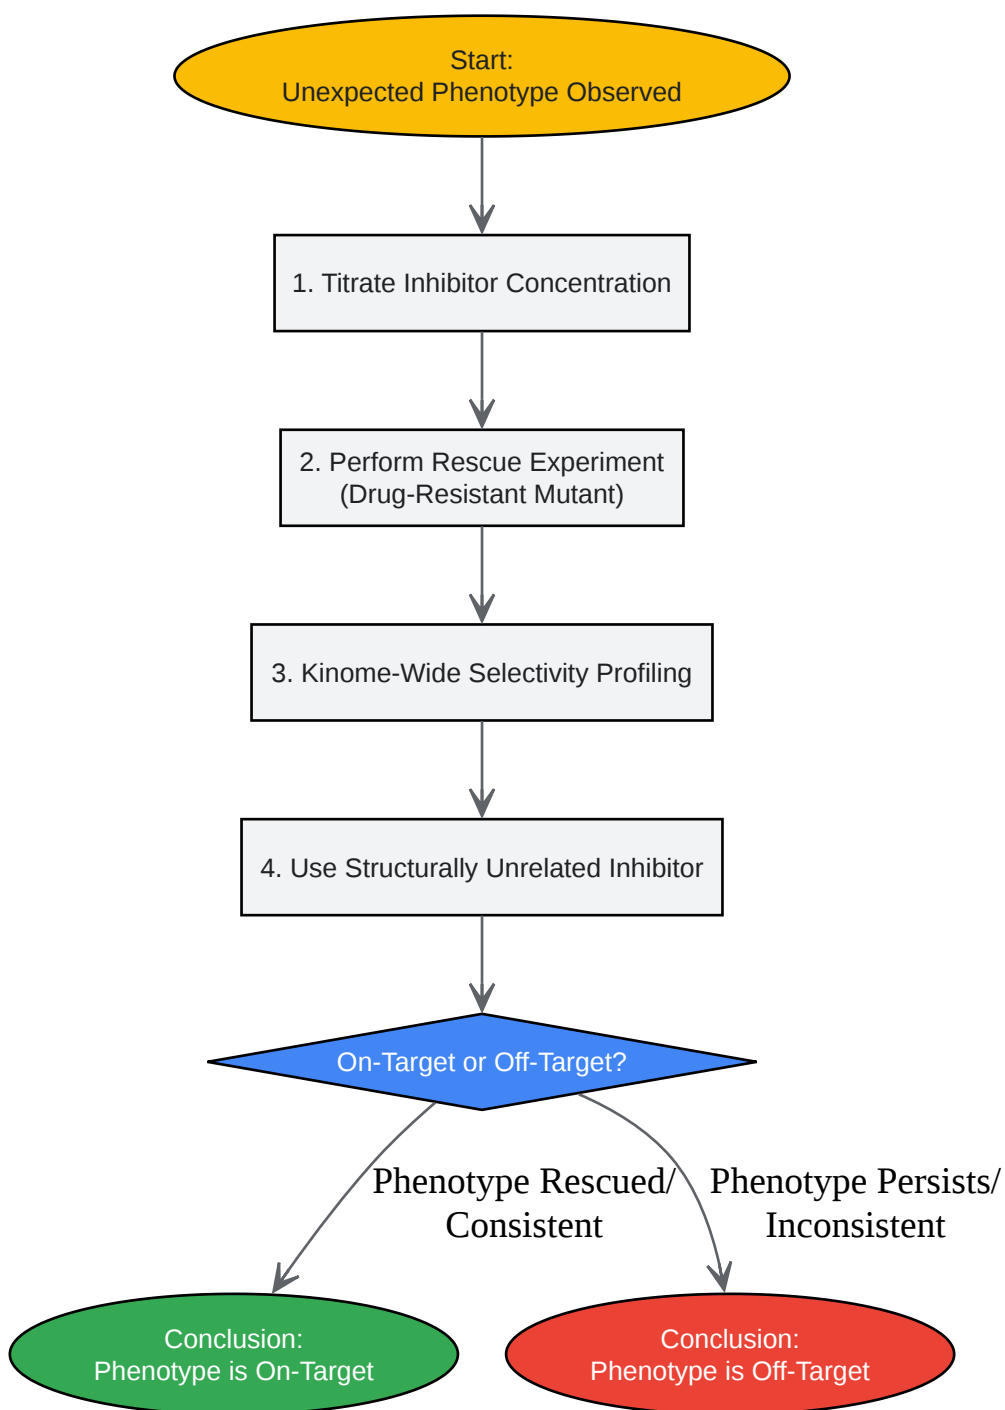 Start:
Unexpected Phenotype Observed
1. Titrate Inhibitor Concentration
2. Perform Rescue Experiment
(Drug-Resistant Mutant)
3. Kinome-Wide Selectivity Profiling
4. Use Structurally Unrelated Inhibitor
On-Target or Off-Target?
Phenotype Rescued/
Consistent
Phenotype Persists/
Inconsistent
Conclusion:
Phenotype is On-Target
Conclusion:
Phenotype is Off-Target